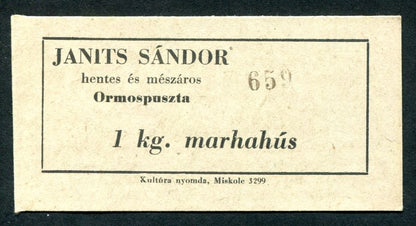 JANITS SÁNDOR
hentes és mészáros
Ormospuszta
659
1 kg. marhahús
Kultúra nyomda, Miskolc 3299